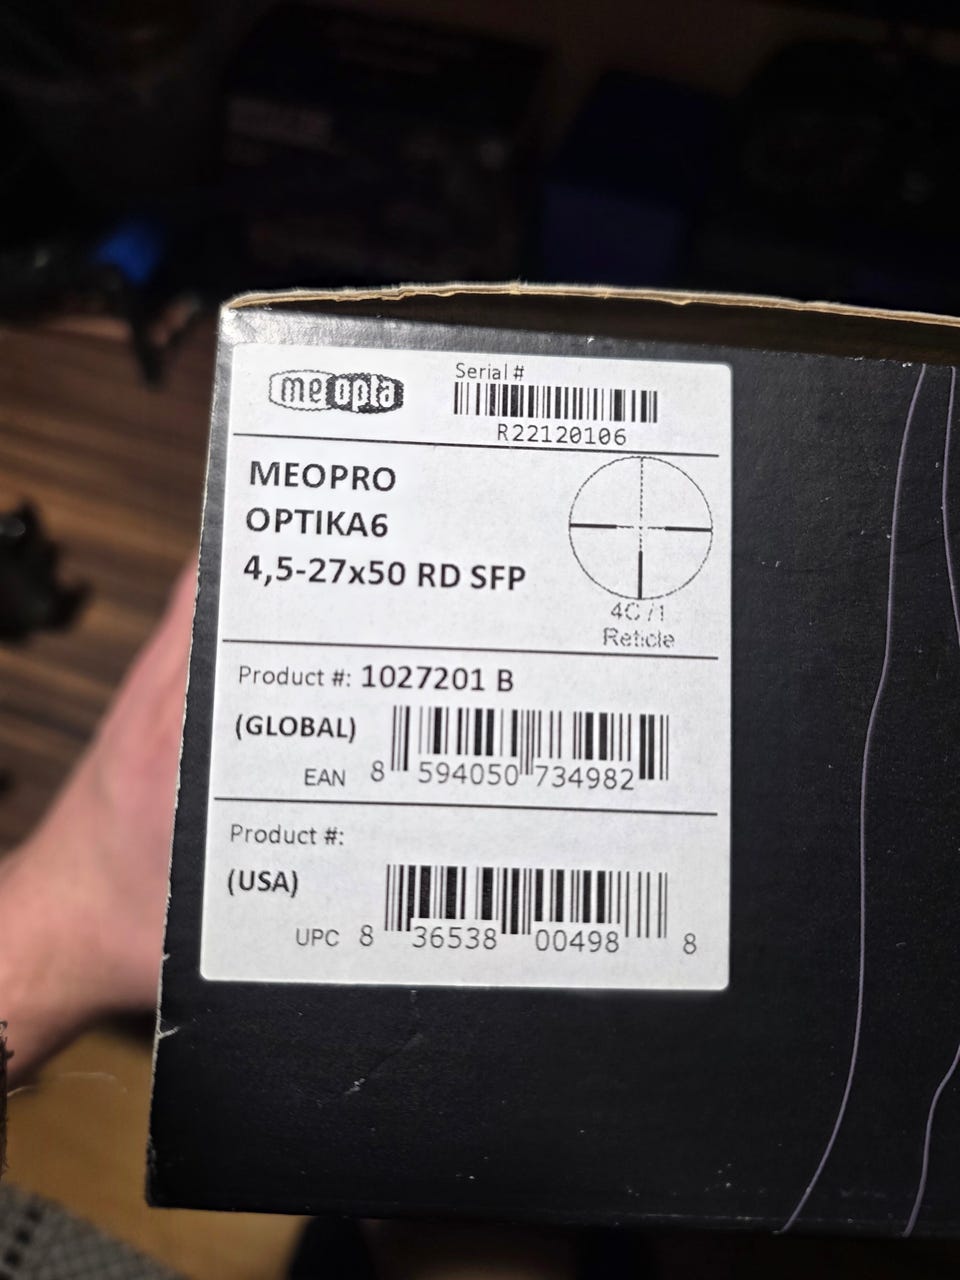 meopta
Serial #
R22120106
MEOPRO
OPTIKA6
4,5-27x50 RD SFP
4C /1
Reticle
Product #: 1027201 B
(GLOBAL)
EAN 8 594050 734982
Product #:
(USA)
UPC 8 36538 00498 8